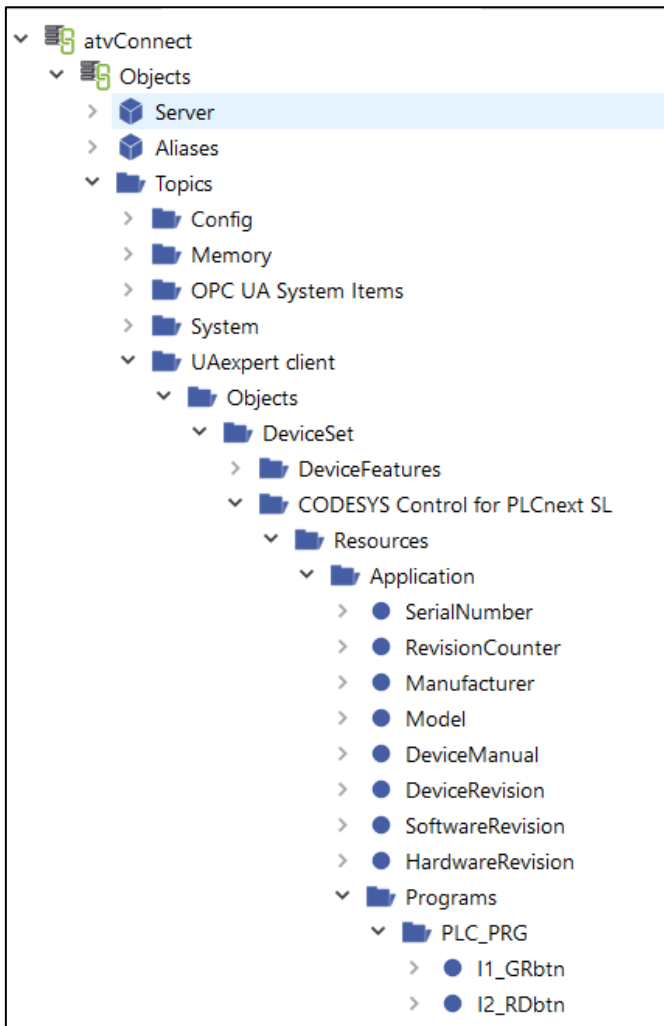 atvConnect
Objects
Server
Aliases
Topics
Config
Memory
OPC UA System Items
System
UAexpert client
Objects
DeviceSet
DeviceFeatures
CODESYS Control for PLCnext SL
Resources
Application
SerialNumber
RevisionCounter
Manufacturer
Model
DeviceManual
DeviceRevision
SoftwareRevision
HardwareRevision
Programs
PLC_PRG
I1_GRbtn
I2_RDbtn